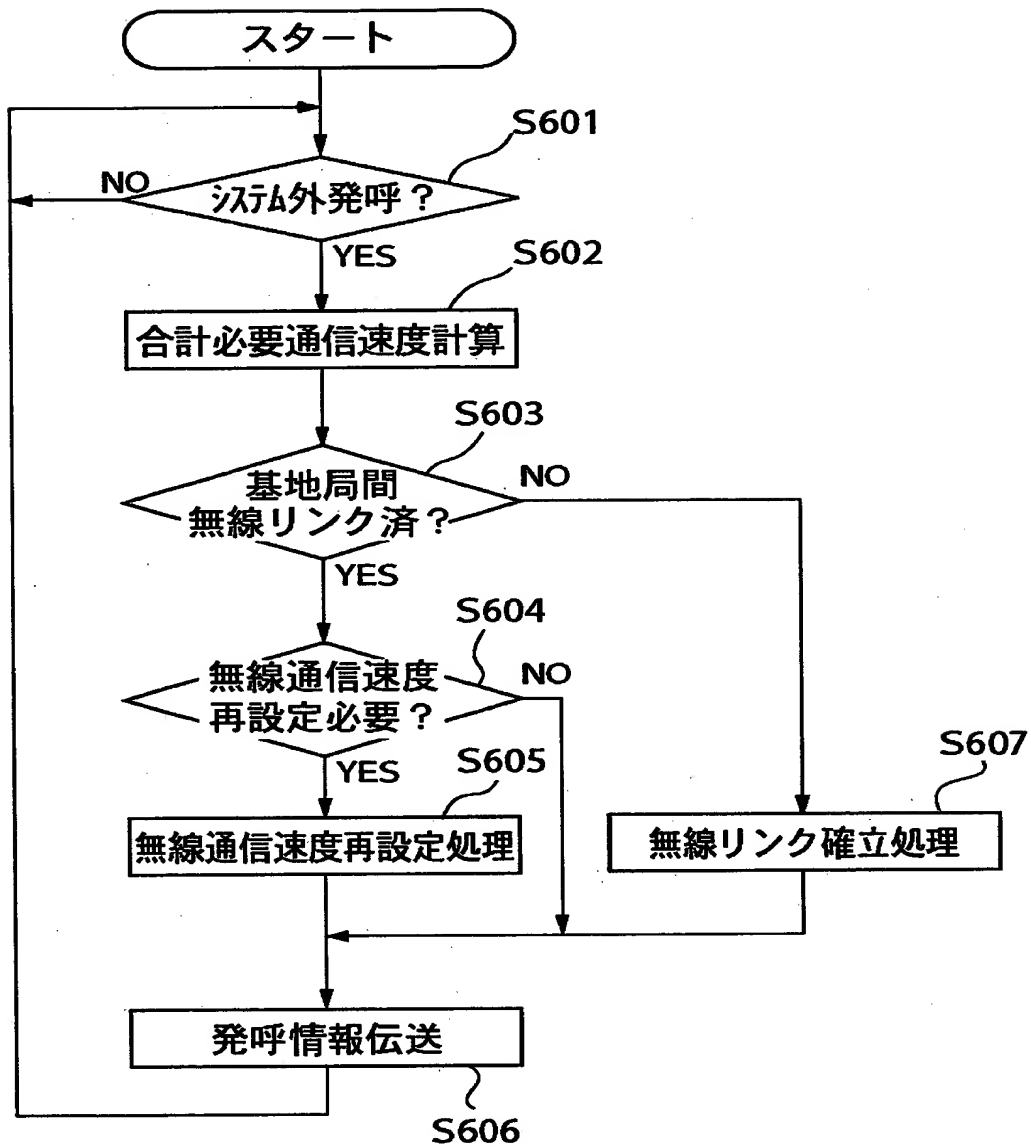 スタート
S601
NO
システム外発呼？
YES
S602
合計必要通信速度計算
S603
基地局間
無線リンク済？
NO
YES
S604
無線通信速度
再設定必要？
NO
YES
S605
S607
無線通信速度再設定処理
無線リンク確立処理
発呼情報伝送
S606